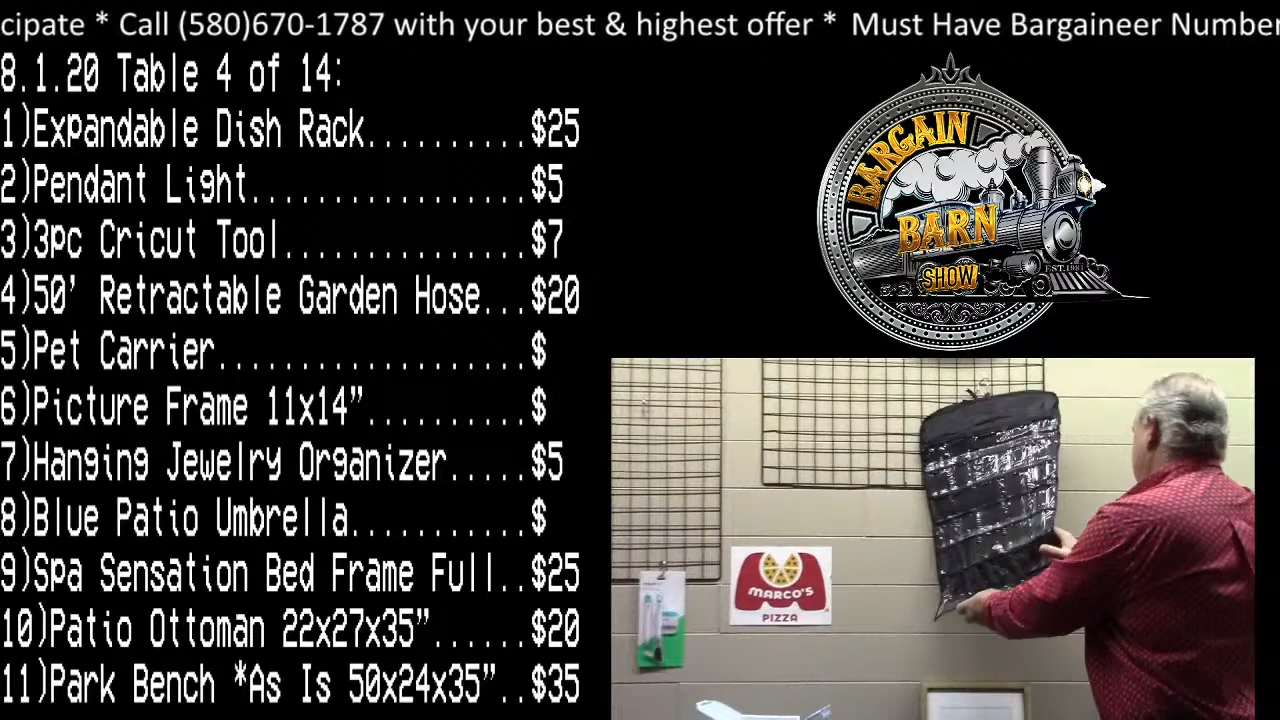 cipate * Call (580)670-1787 with your best & highest offer * Must Have Bargaineer Number
8.1.20 Table 4 of 14:
1)Expandable Dish Rack..........$25
2)Pendant Light.................$5
3)3pc Cricut Tool...............$7
4)50' Retractable Garden Hose...$20
5)Pet Carrier...................$
6)Picture Frame 11x14”..........$
7)Hanging Jewelry Organizer.....$5
8)Blue Patio Umbrella...........$
9)Spa Sensation Bed Frame Full..$25
10)Patio Ottoman 22x27x35”......$20
11)Park Bench *As Is 50x24x35”..$35
BARGAIN
BARN
SHOW
EST.1981
MARCO'S
PIZZA